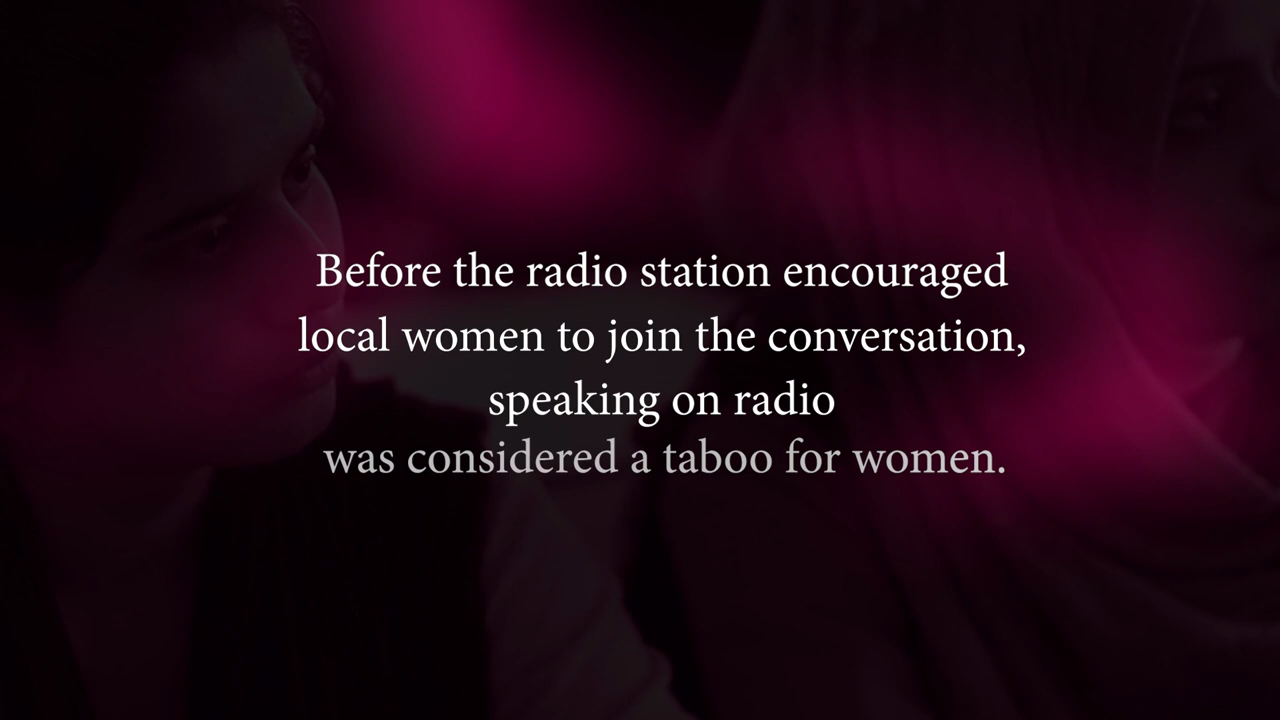 Before the radio station encouraged
local women to join the conversation,
speaking on radio
was considered a taboo for women.